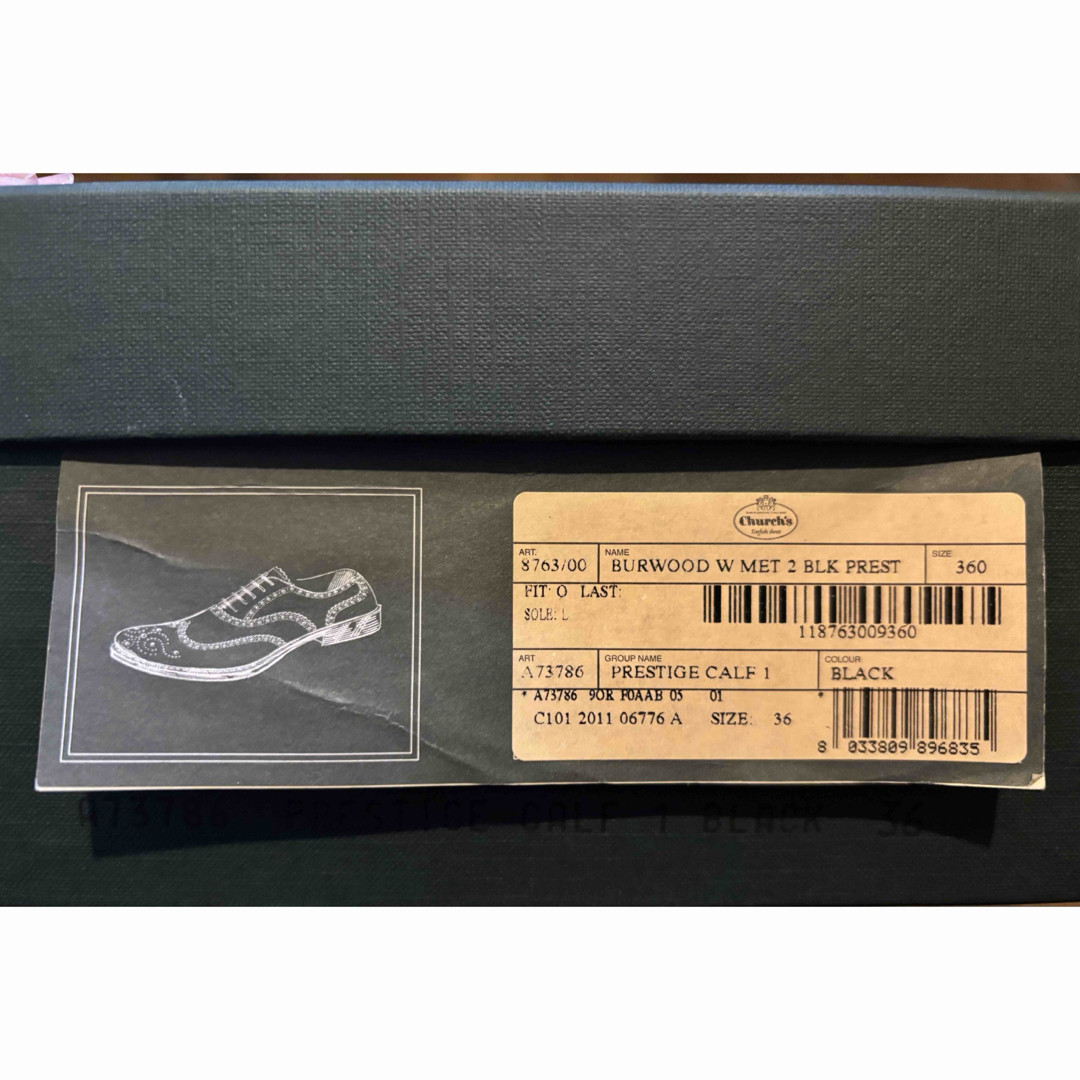 Church's
English shoes
ART. NAME SIZE
8763/00 BURWOOD W MET 2 BLK PREST 360
FIT: O LAST:
SOLE: L
118763009360
ART GROUP NAME COLOUR
A73786 PRESTIGE CALF 1 BLACK
* A73786 9OR F0AAB 05 01 *
C101 2011 06776 A SIZE: 36
8 033809 896835
A73786 PRESTIGE CALF 1 BLACK 36